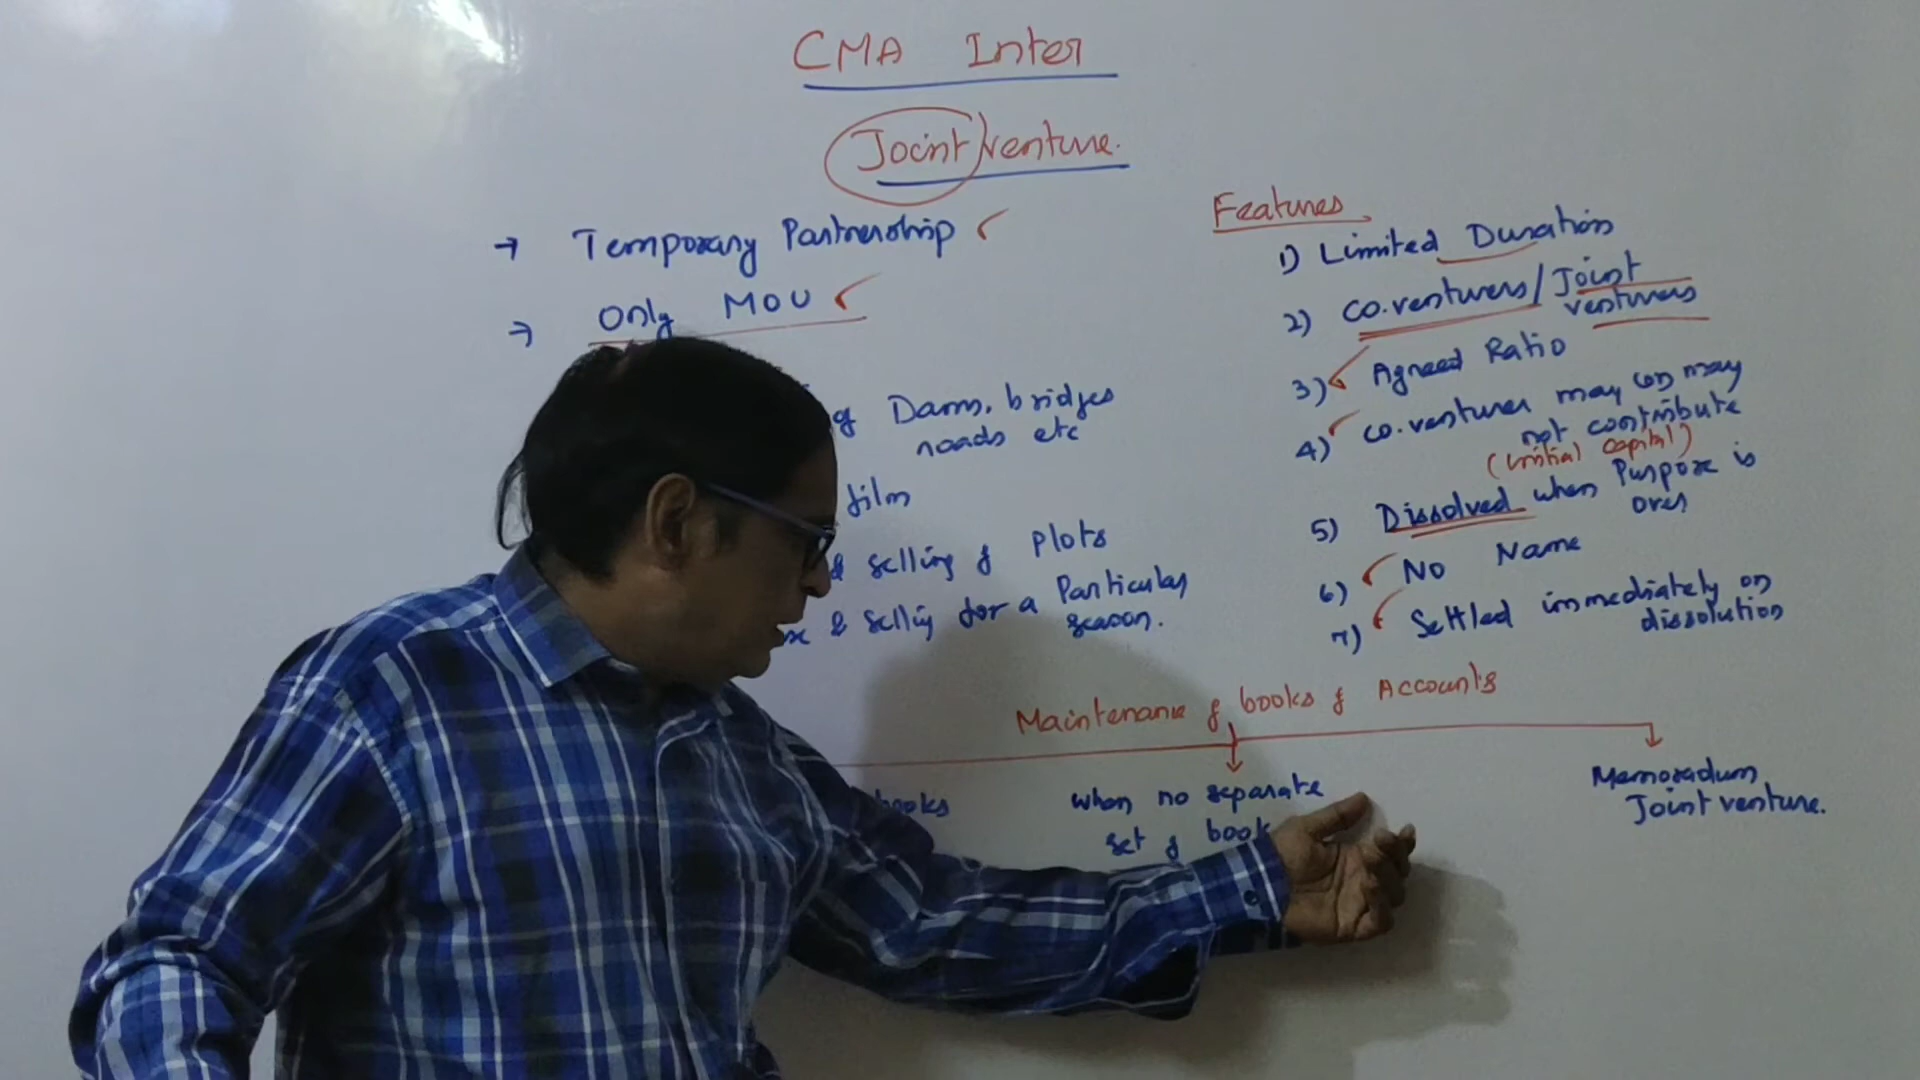 CMA Inter
Joint Venture.
→ Temporary Partnership
→ Only MOU
of Dams, bridges
roads etc
film
& selling of Plots
& selling for a Particular
season.
Features
1) Limited Duration
2) Co.venturers/Joint
venturers
3) Agreed Ratio
4) Co.venturer may (or) may
not contribute
(initial capital)
5) Dissolved when Purpose is
over
6) No Name
7) Settled immediately on
dissolution
Maintenance of books of Accounts
books
when no separate
set of book
Memoradum
Joint venture.